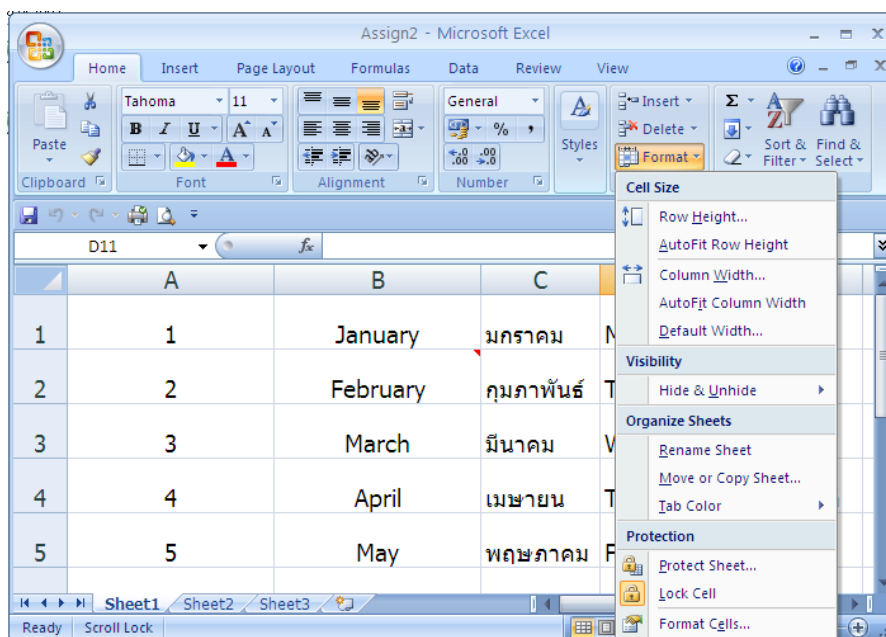 Assign2 - Microsoft Excel
Home Insert Page Layout Formulas Data Review View
Paste
Clipboard
Tahoma 11
B I U A A
A
Font
Alignment
General
% ,
.0 .00
.00 .0
Number
Styles
Insert
Delete
Format
Σ
Sort & Filter
Find & Select
D11 fx
A B C
1 1 January มกราคม
2 2 February กุมภาพันธ์ T
3 3 March มีนาคม
4 4 April เมษายน T
5 5 May พฤษภาคม F
Cell Size
Row Height...
AutoFit Row Height
Column Width...
AutoFit Column Width
Default Width...
Visibility
Hide & Unhide
Organize Sheets
Rename Sheet
Move or Copy Sheet...
Tab Color
Protection
Protect Sheet...
Lock Cell
Format Cells...
Sheet1 Sheet2 Sheet3
Ready Scroll Lock